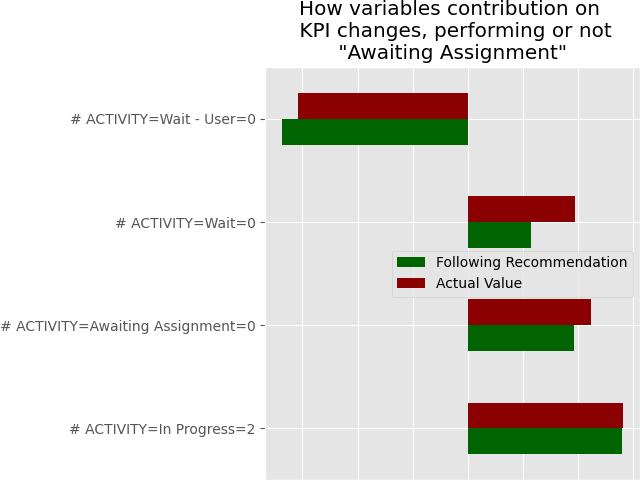 How variables contribution on
KPI changes, performing or not
"Awaiting Assignment"
# ACTIVITY=Wait - User=0
# ACTIVITY=Wait=0
Following Recommendation
Actual Value
# ACTIVITY=Awaiting Assignment=0
# ACTIVITY=In Progress=2